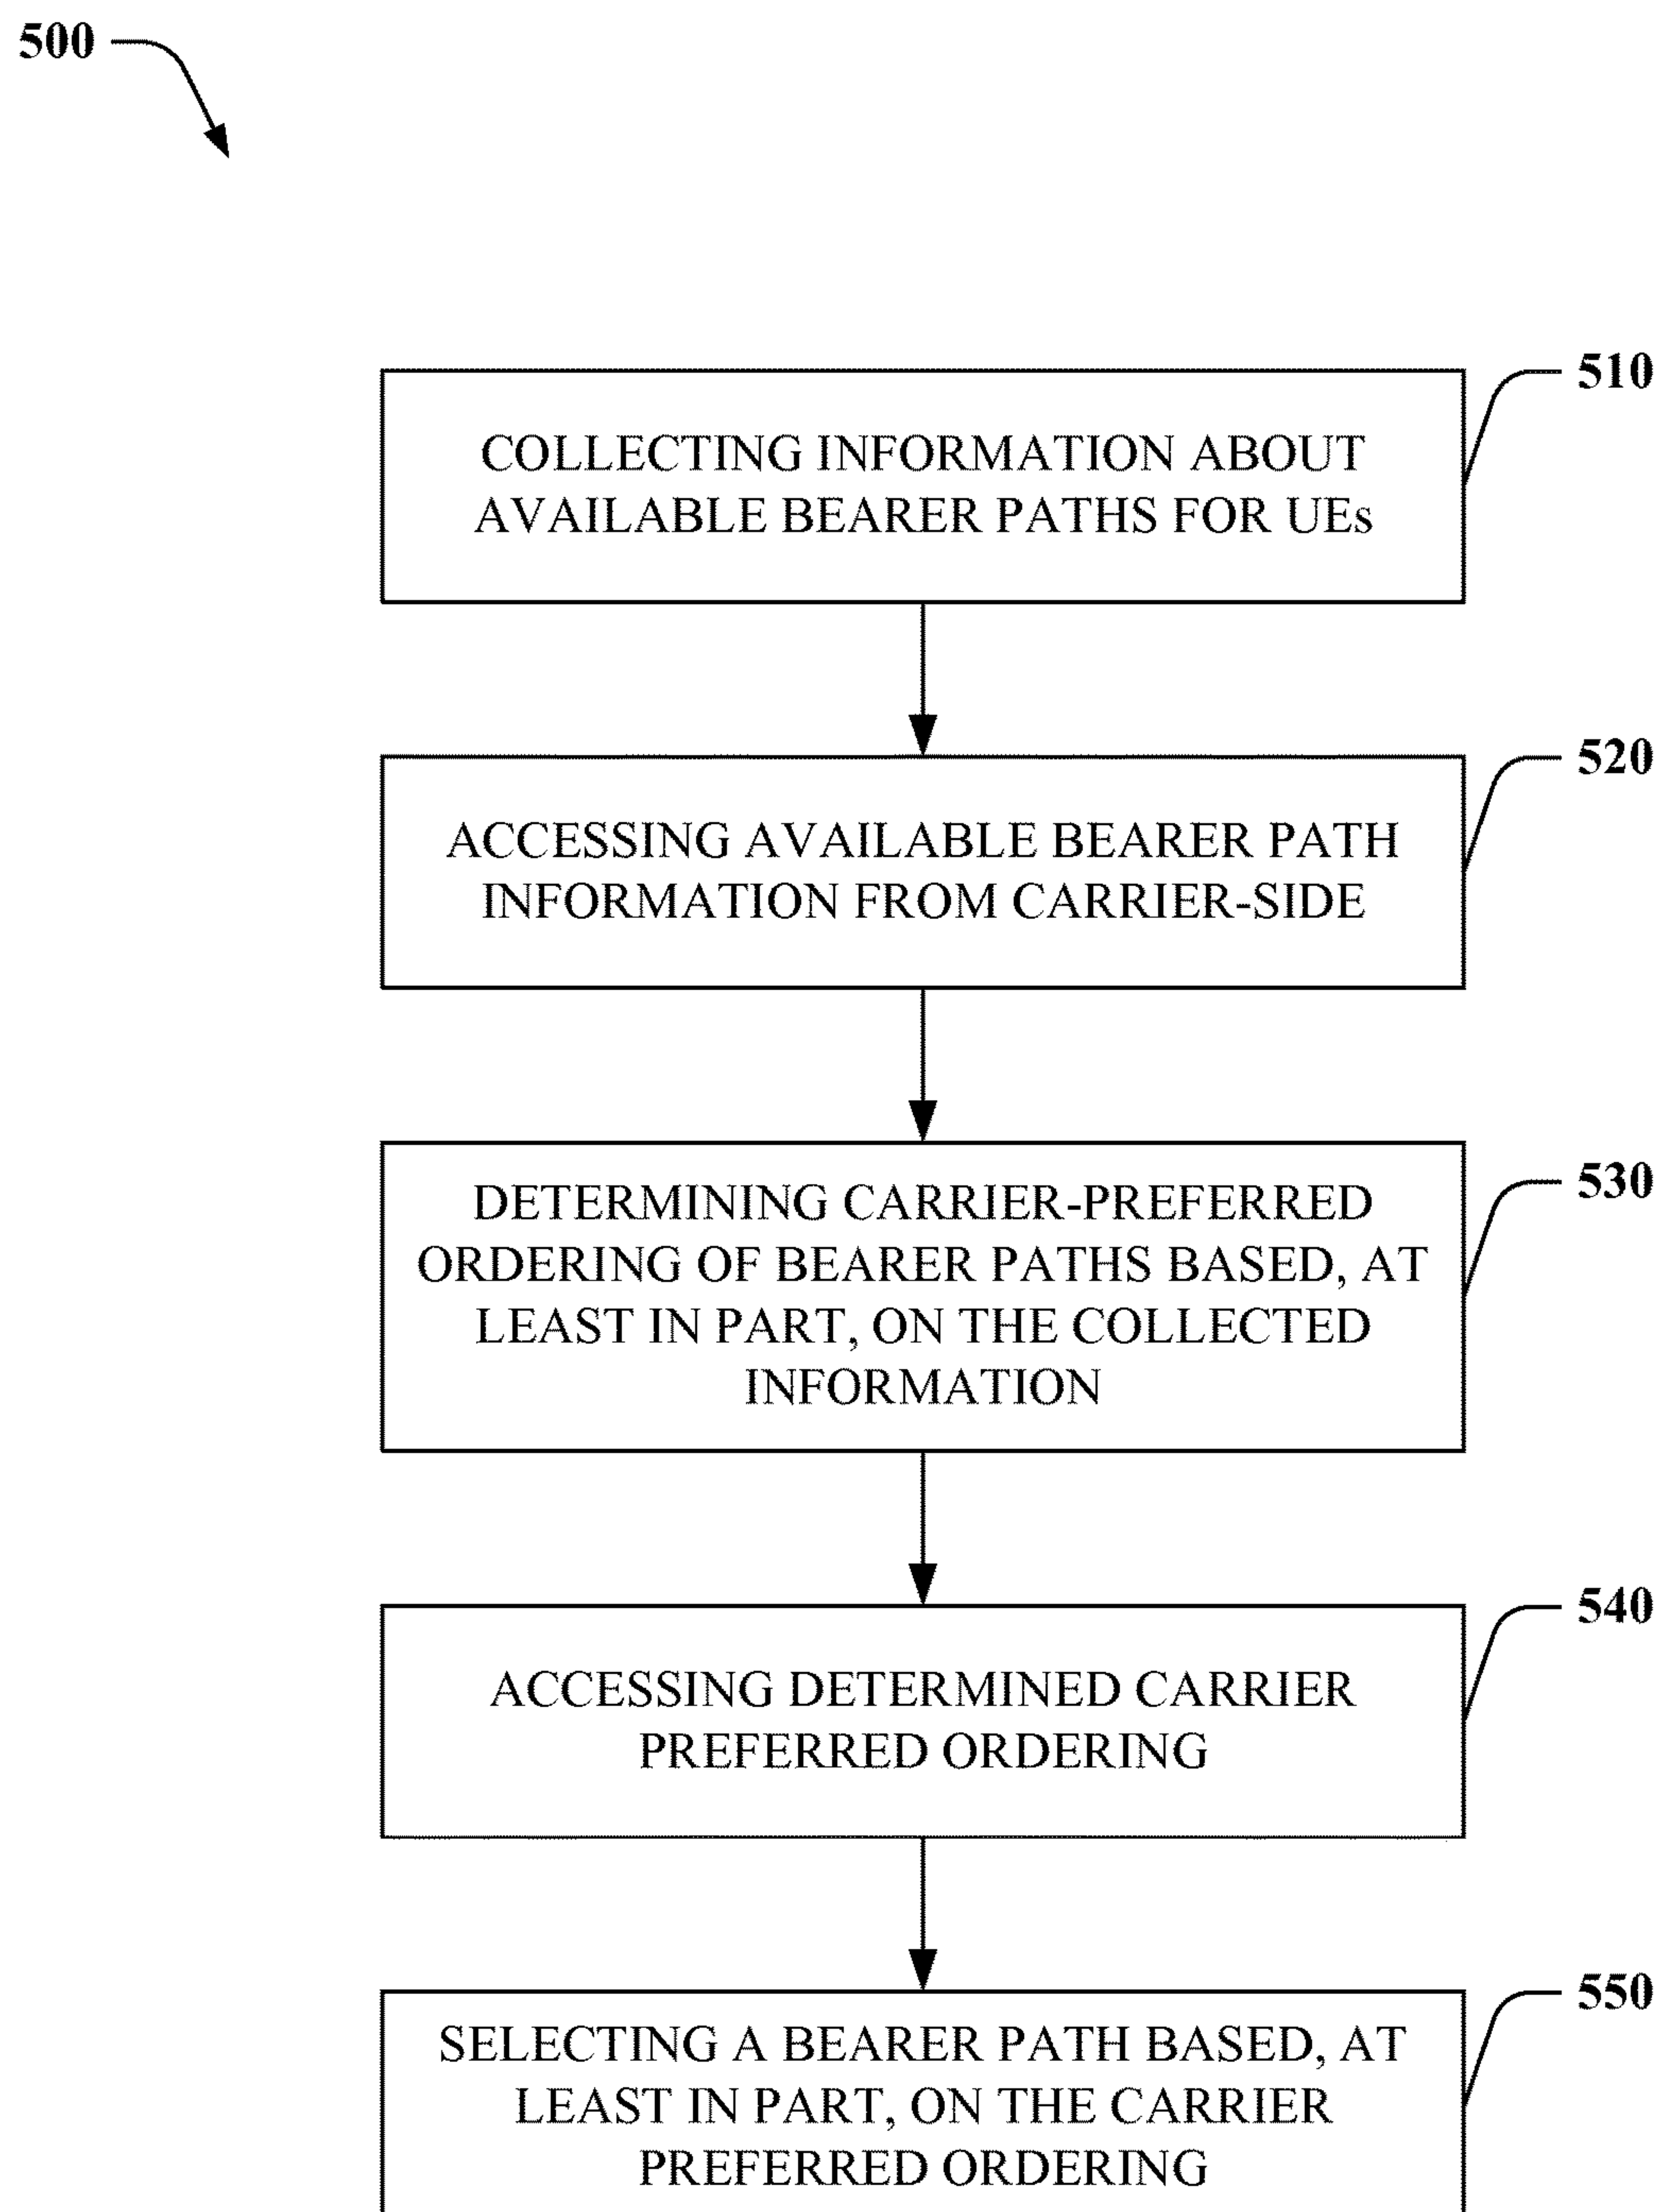 500
510
COLLECTING INFORMATION ABOUT
AVAILABLE BEARER PATHS FOR UEs
520
ACCESSING AVAILABLE BEARER PATH
INFORMATION FROM CARRIER-SIDE
530
DETERMINING CARRIER-PREFERRED
ORDERING OF BEARER PATHS BASED, AT
LEAST IN PART, ON THE COLLECTED
INFORMATION
540
ACCESSING DETERMINED CARRIER
PREFERRED ORDERING
550
SELECTING A BEARER PATH BASED, AT
LEAST IN PART, ON THE CARRIER
PREFERRED ORDERING